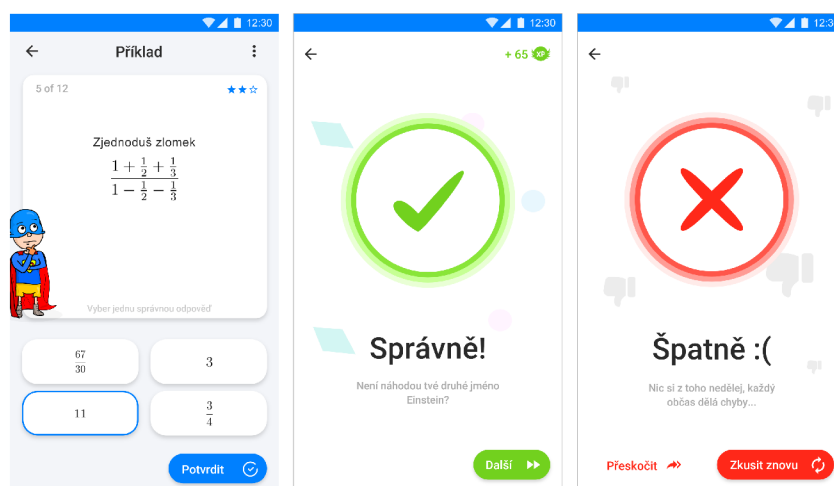 12:30
Příklad
5 of 12
Zjednoduš zlomek
1 + 1/2 + 1/3
1 − 1/2 − 1/3
Vyber jednu správnou odpověď
67/30
3
11
3/4
Potvrdit
12:30
+ 65 XP
Správně!
Není náhodou tvé druhé jméno
Einstein?
Další
12:3
Špatně :(
Nic si z toho nedělej, každý
občas dělá chyby...
Přeskočit
Zkusit znovu